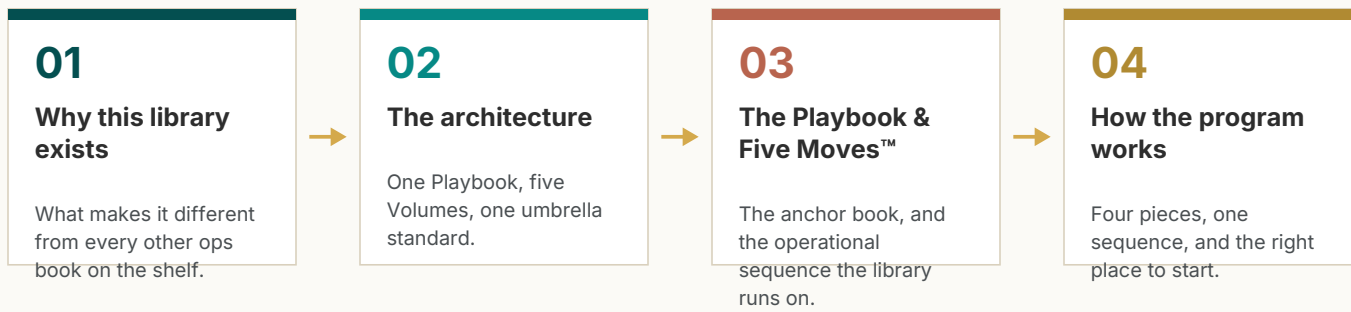 01
Why this library
exists
What makes it different
from every other ops
book on the shelf.
02
The architecture
One Playbook, five
Volumes, one umbrella
standard.
03
The Playbook &
Five Moves™
The anchor book, and
the operational
sequence the library
runs on.
04
How the program
works
Four pieces, one
sequence, and the right
place to start.